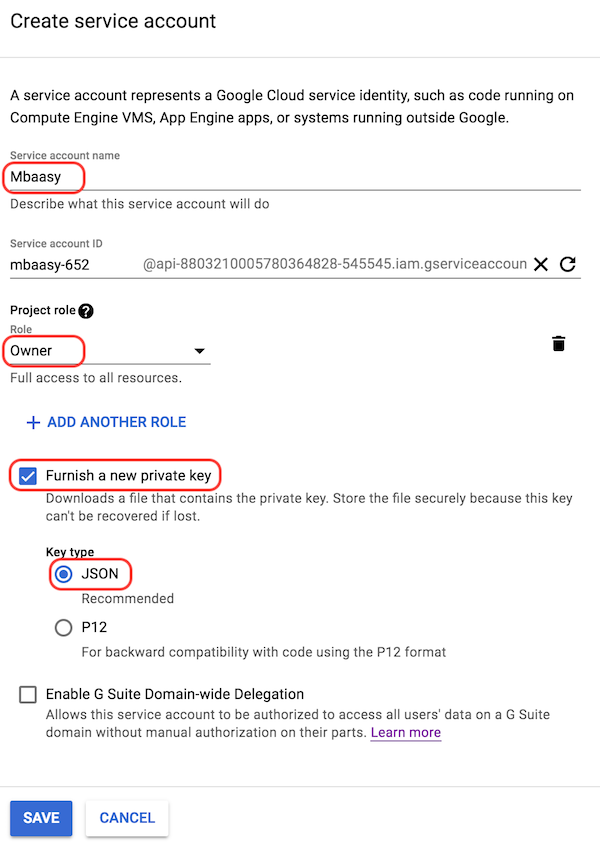 Create service account
A service account represents a Google Cloud service identity, such as code running on
Compute Engine VMS, App Engine apps, or systems running outside Google.
Service account name
Mbaasy
Describe what this service account will do
Service account ID
mbaasy-652 @api-8803210005780364828-545545.iam.gserviceaccoun
Project role ?
Role
Owner
Full access to all resources.
+ ADD ANOTHER ROLE
Furnish a new private key
Downloads a file that contains the private key. Store the file securely because this key
can't be recovered if lost.
Key type
JSON
Recommended
P12
For backward compatibility with code using the P12 format
Enable G Suite Domain-wide Delegation
Allows this service account to be authorized to access all users' data on a G Suite
domain without manual authorization on their parts. Learn more
SAVE CANCEL